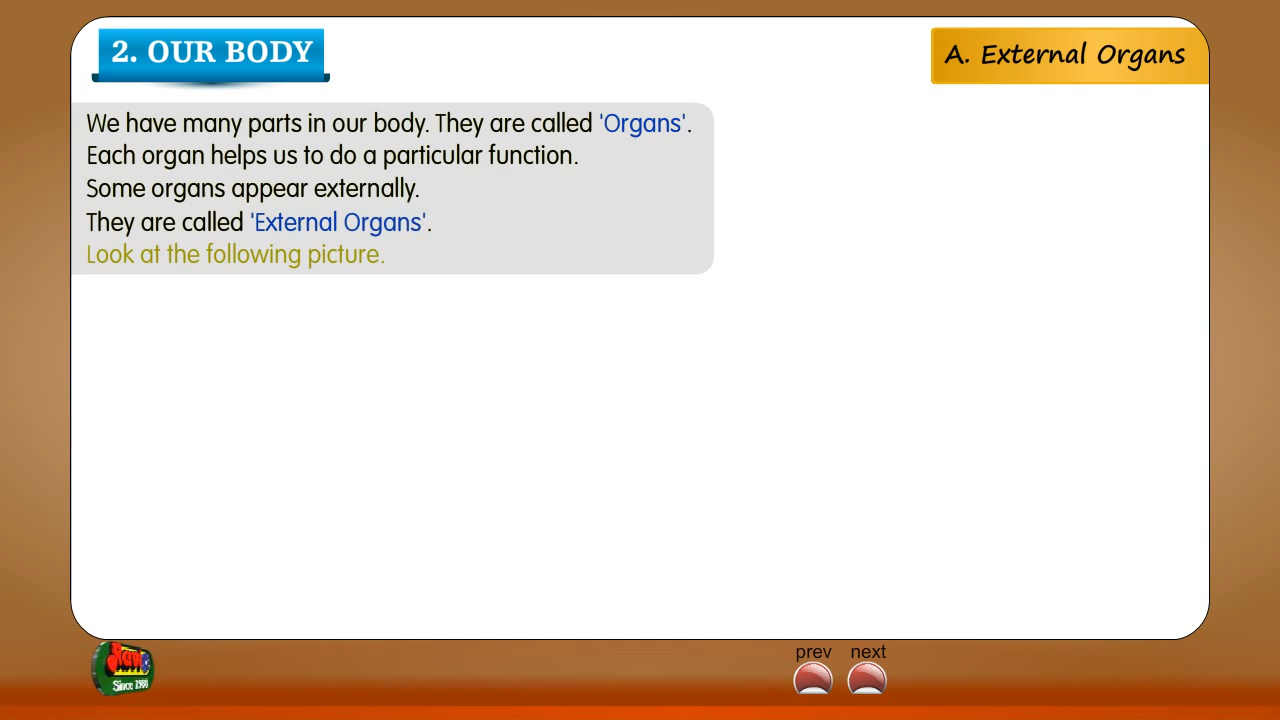 2. OUR BODY
A. External Organs
We have many parts in our body. They are called 'Organs'.
Each organ helps us to do a particular function.
Some organs appear externally.
They are called 'External Organs'.
Look at the following picture.
prev next
Since 1988